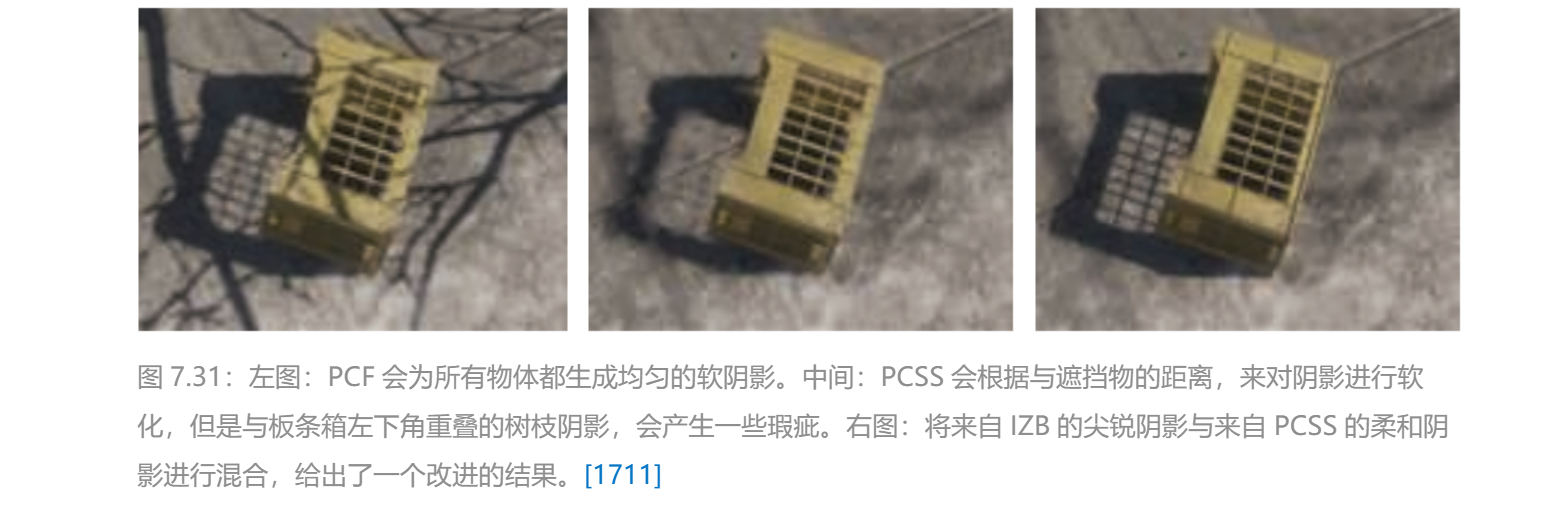 图 7.31：左图：PCF 会为所有物体都生成均匀的软阴影。中间：PCSS 会根据与遮挡物的距离，来对阴影进行软
化，但是与板条箱左下角重叠的树枝阴影，会产生一些瑕疵。右图：将来自 IZB 的尖锐阴影与来自 PCSS 的柔和阴
影进行混合，给出了一个改进的结果。[1711]